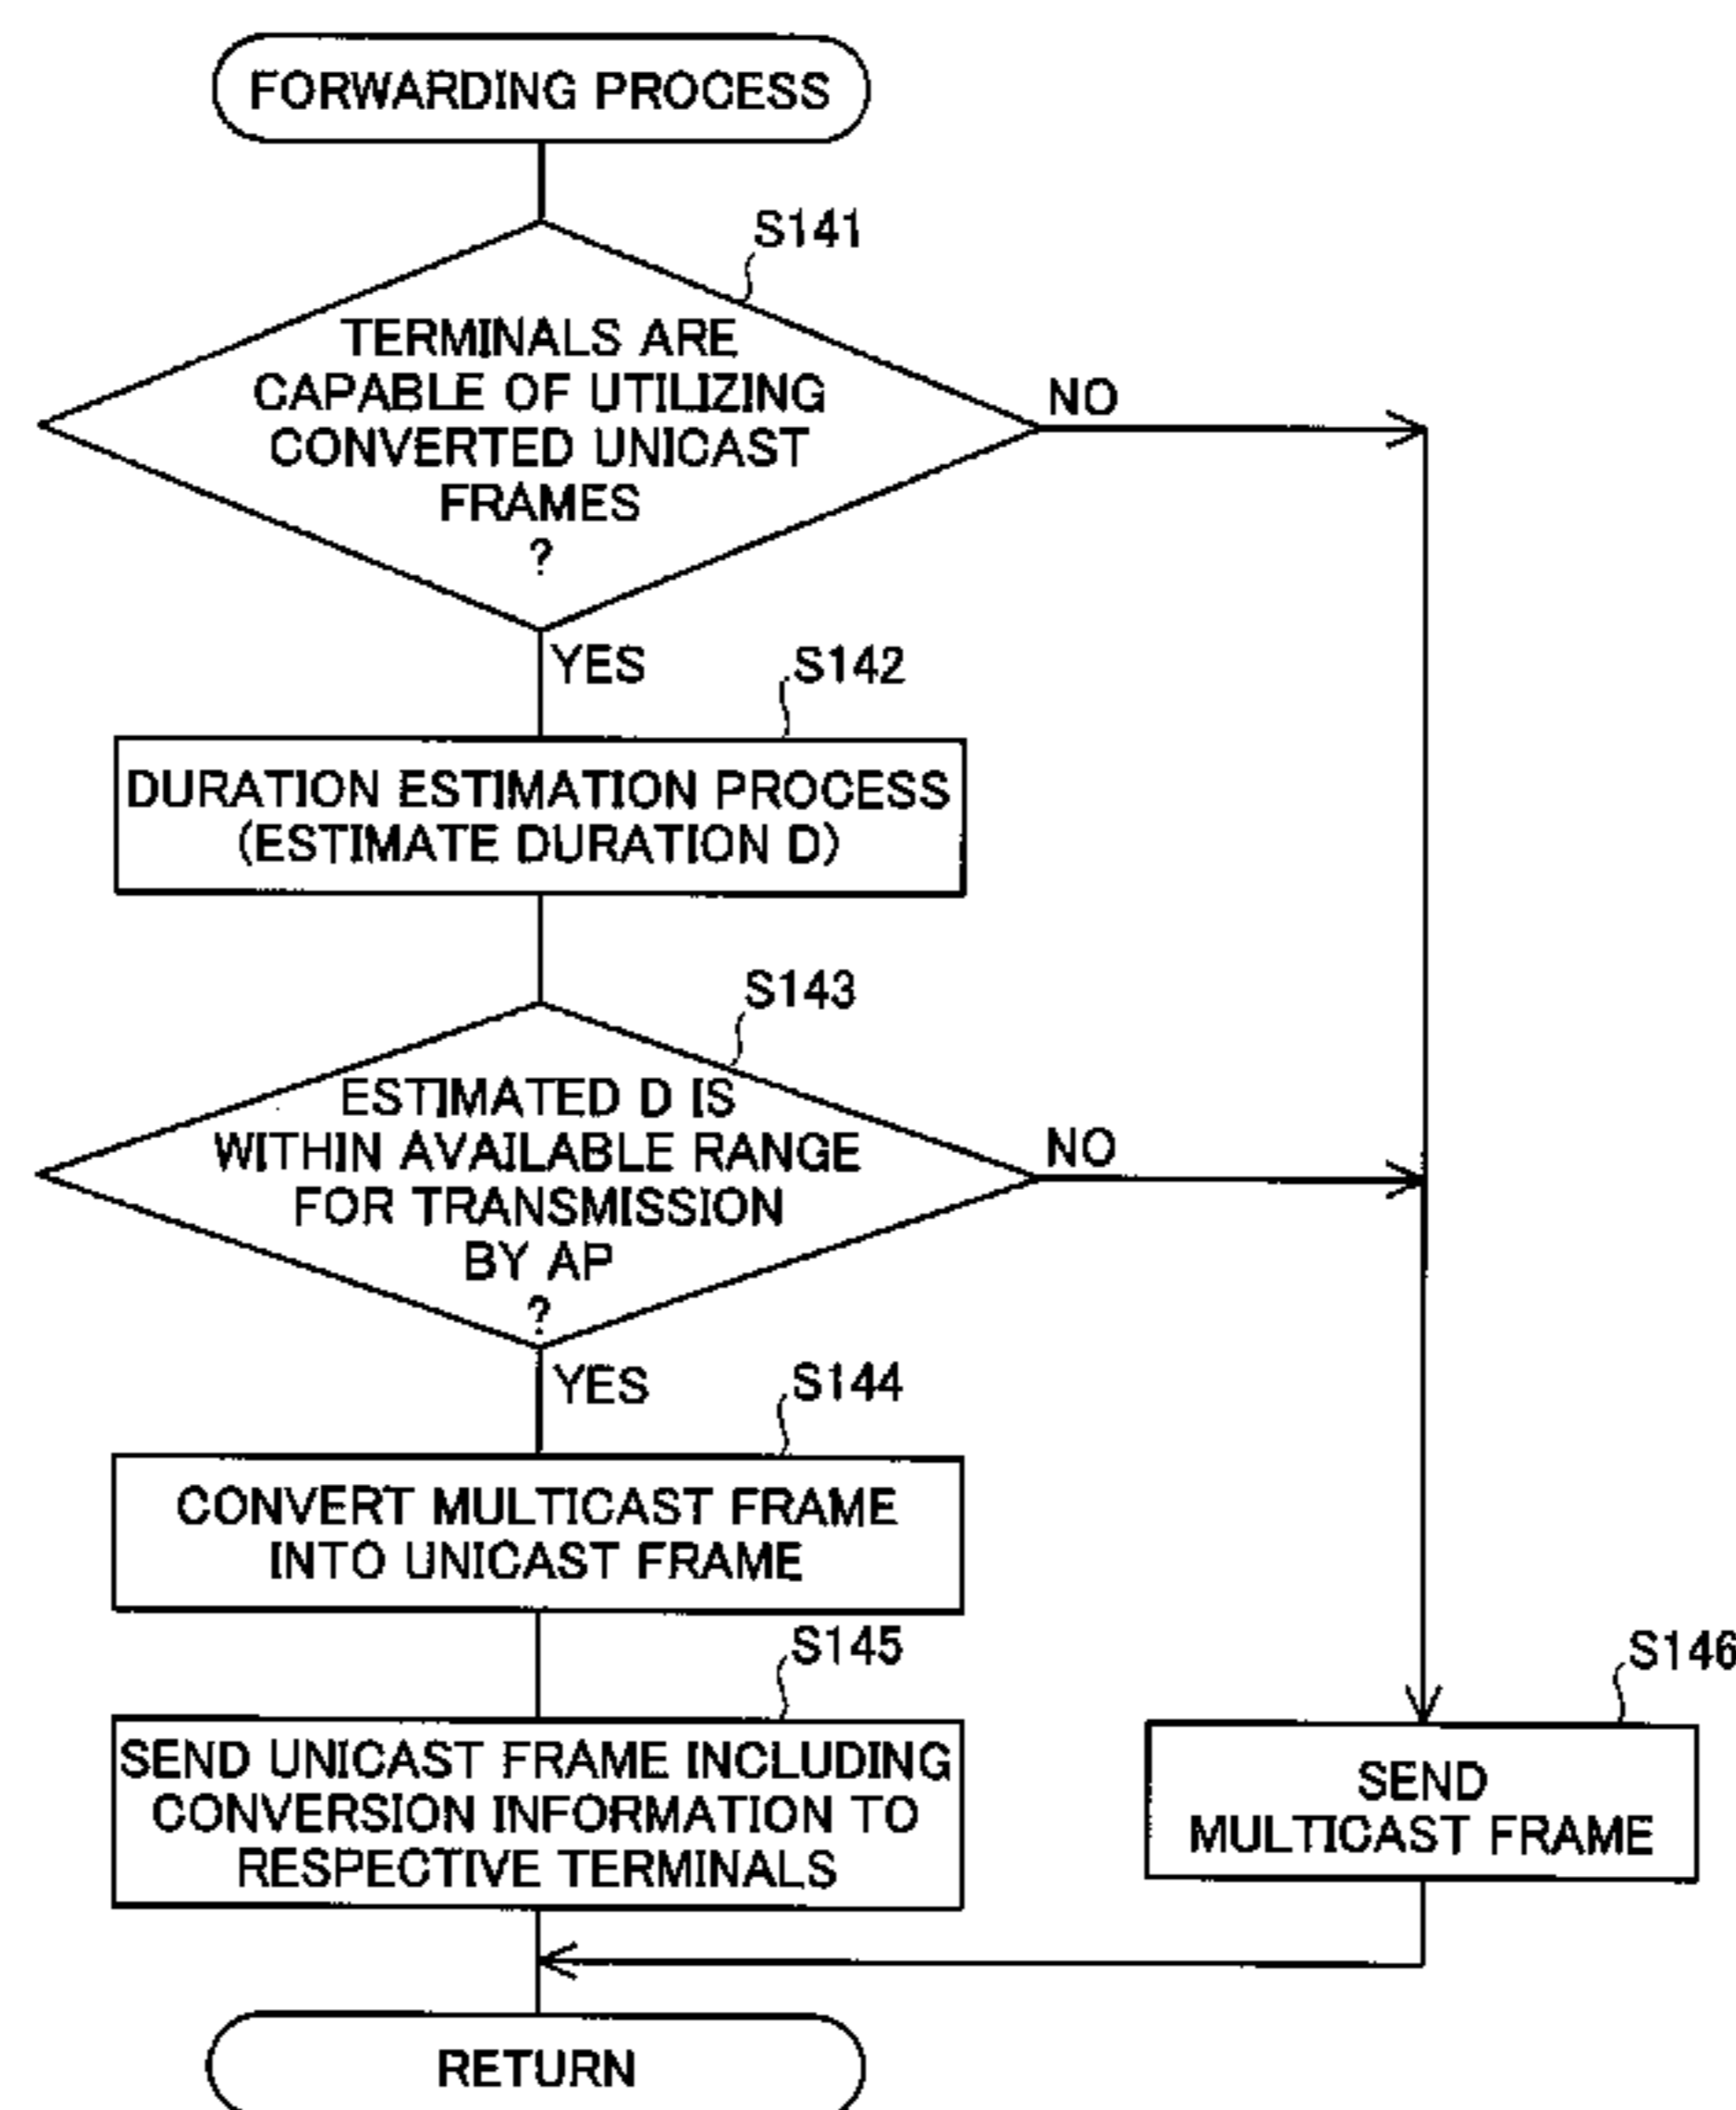 FORWARDING PROCESS
S141
TERMINALS ARE
CAPABLE OF UTILIZING
CONVERTED UNICAST
FRAMES
?
NO
YES
S142
DURATION ESTIMATION PROCESS
(ESTIMATE DURATION D)
S143
ESTIMATED D IS
WITHIN AVAILABLE RANGE
FOR TRANSMISSION
BY AP
?
NO
YES
S144
CONVERT MULTICAST FRAME
INTO UNICAST FRAME
S145
SEND UNICAST FRAME INCLUDING
CONVERSION INFORMATION TO
RESPECTIVE TERMINALS
S146
SEND
MULTICAST FRAME
RETURN